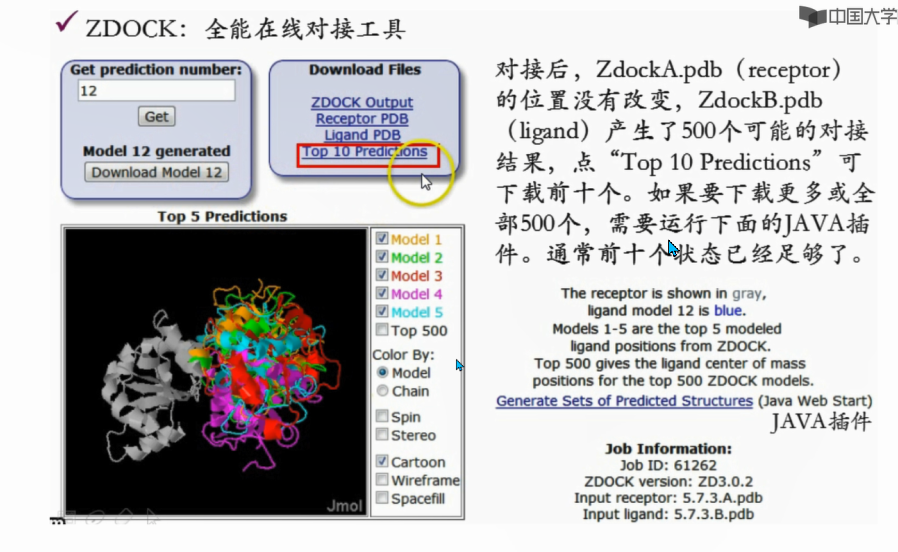 中国大学
✓ ZDOCK：全能在线对接工具
Get prediction number:
12
Get
Model 12 generated
Download Model 12
Download Files
ZDOCK Output
Receptor PDB
Ligand PDB
Top 10 Predictions
Top 5 Predictions
Model 1
Model 2
Model 3
Model 4
Model 5
Top 500
Color By:
Model
Chain
Spin
Stereo
Cartoon
Wireframe
Spacefill
Jmol
对接后，ZdockA.pdb（receptor）
的位置没有改变，ZdockB.pdb
（ligand）产生了500个可能的对接
结果，点“Top 10 Predictions”可
下载前十个。如果要下载更多或全
部500个，需要运行下面的JAVA插
件。通常前十个状态已经足够了。
The receptor is shown in gray,
ligand model 12 is blue.
Models 1-5 are the top 5 modeled
ligand positions from ZDOCK.
Top 500 gives the ligand center of mass
positions for the top 500 ZDOCK models.
Generate Sets of Predicted Structures (Java Web Start)
JAVA插件
Job Information:
Job ID: 61262
ZDOCK version: ZD3.0.2
Input receptor: 5.7.3.A.pdb
Input ligand: 5.7.3.B.pdb